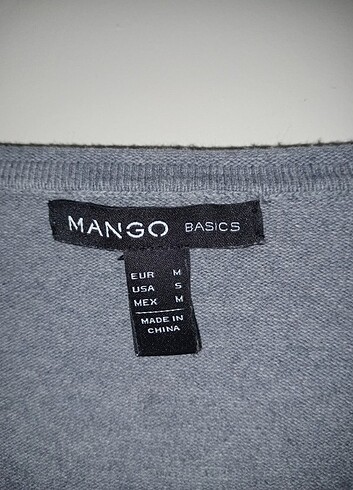 MANGO BASICS
EUR M
USA S
MEX M
MADE IN
CHINA